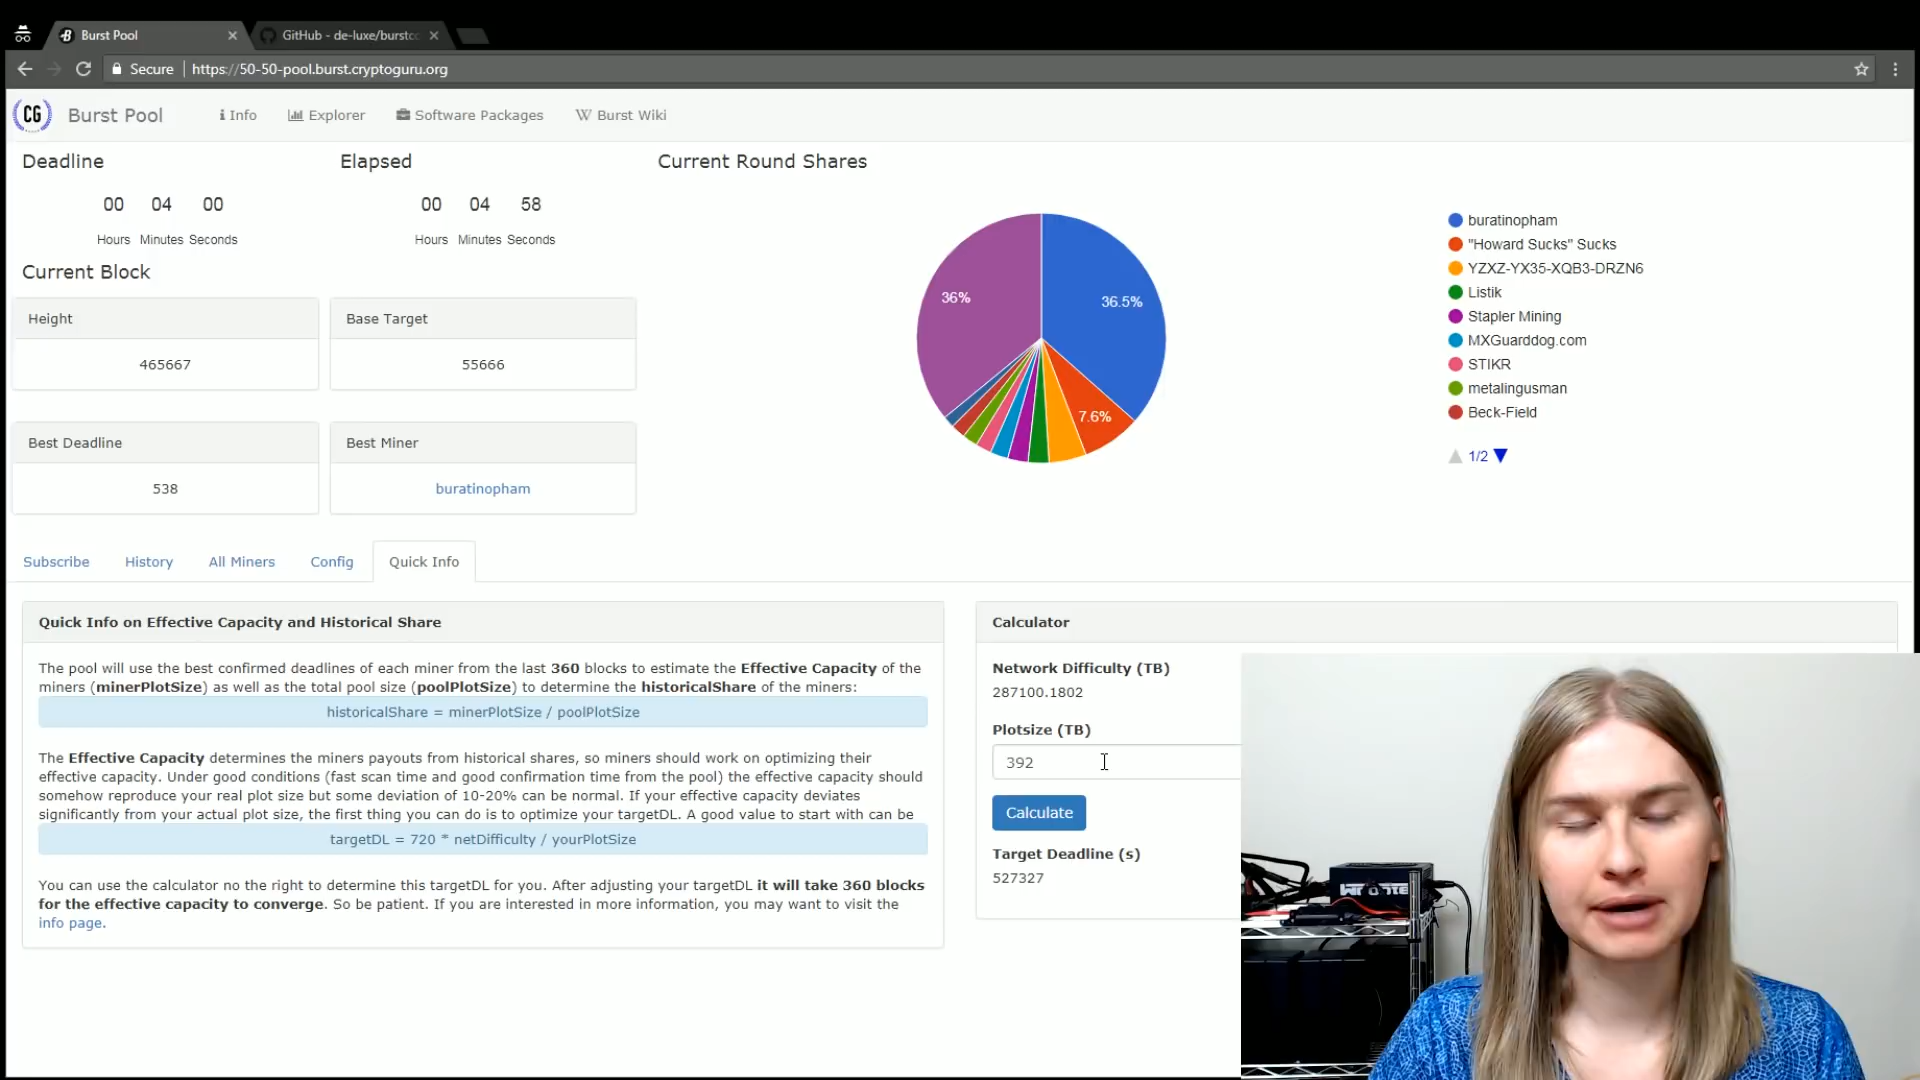 Burst Pool
GitHub - de-luxe/burstco
Secure
https://50-50-pool.burst.cryptoguru.org
CG
Burst Pool
Info
Explorer
Software Packages
Burst Wiki
Deadline
Elapsed
Current Round Shares
00 04 00
Hours Minutes Seconds
00 04 58
Hours Minutes Seconds
Current Block
Height
465667
Base Target
55666
Best Deadline
538
Best Miner
buratinopham
36%
36.5%
7.6%
buratinopham
"Howard Sucks" Sucks
YZXZ-YX35-XQB3-DRZN6
Listik
Stapler Mining
MXGuarddog.com
STIKR
metalingusman
Beck-Field
1/2
Subscribe
History
All Miners
Config
Quick Info
Quick Info on Effective Capacity and Historical Share
The pool will use the best confirmed deadlines of each miner from the last 360 blocks to estimate the Effective Capacity of the
miners (minerPlotSize) as well as the total pool size (poolPlotSize) to determine the historicalShare of the miners:
historicalShare = minerPlotSize / poolPlotSize
The Effective Capacity determines the miners payouts from historical shares, so miners should work on optimizing their
effective capacity. Under good conditions (fast scan time and good confirmation time from the pool) the effective capacity should
somehow reproduce your real plot size but some deviation of 10-20% can be normal. If your effective capacity deviates
significantly from your actual plot size, the first thing you can do is to optimize your targetDL. A good value to start with can be
targetDL = 720 * netDifficulty / yourPlotSize
You can use the calculator no the right to determine this targetDL for you. After adjusting your targetDL it will take 360 blocks
for the effective capacity to converge. So be patient. If you are interested in more information, you may want to visit the
info page.
Calculator
Network Difficulty (TB)
287100.1802
Plotsize (TB)
392
Calculate
Target Deadline (s)
527327